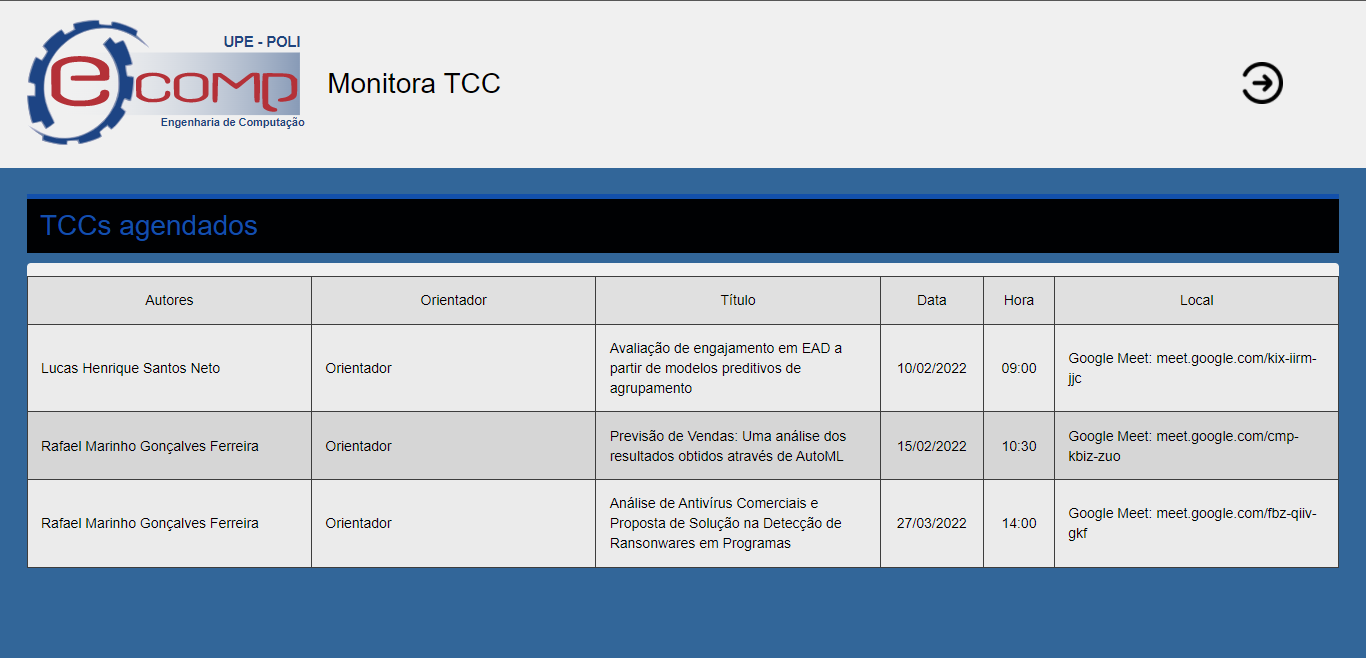 UPE - POLI
ecomp
Engenharia de Computação
Monitora TCC
TCCs agendados
Autores Orientador Título Data Hora Local
Lucas Henrique Santos Neto
Orientador
Avaliação de engajamento em EAD a
partir de modelos preditivos de
agrupamento
10/02/2022
09:00
Google Meet: meet.google.com/kix-iirm-
jjc
Rafael Marinho Gonçalves Ferreira
Orientador
Previsão de Vendas: Uma análise dos
resultados obtidos através de AutoML
15/02/2022
10:30
Google Meet: meet.google.com/cmp-
kbiz-zuo
Rafael Marinho Gonçalves Ferreira
Orientador
Análise de Antivírus Comerciais e
Proposta de Solução na Detecção de
Ransonwares em Programas
27/03/2022
14:00
Google Meet: meet.google.com/fbz-qiiv-
gkf